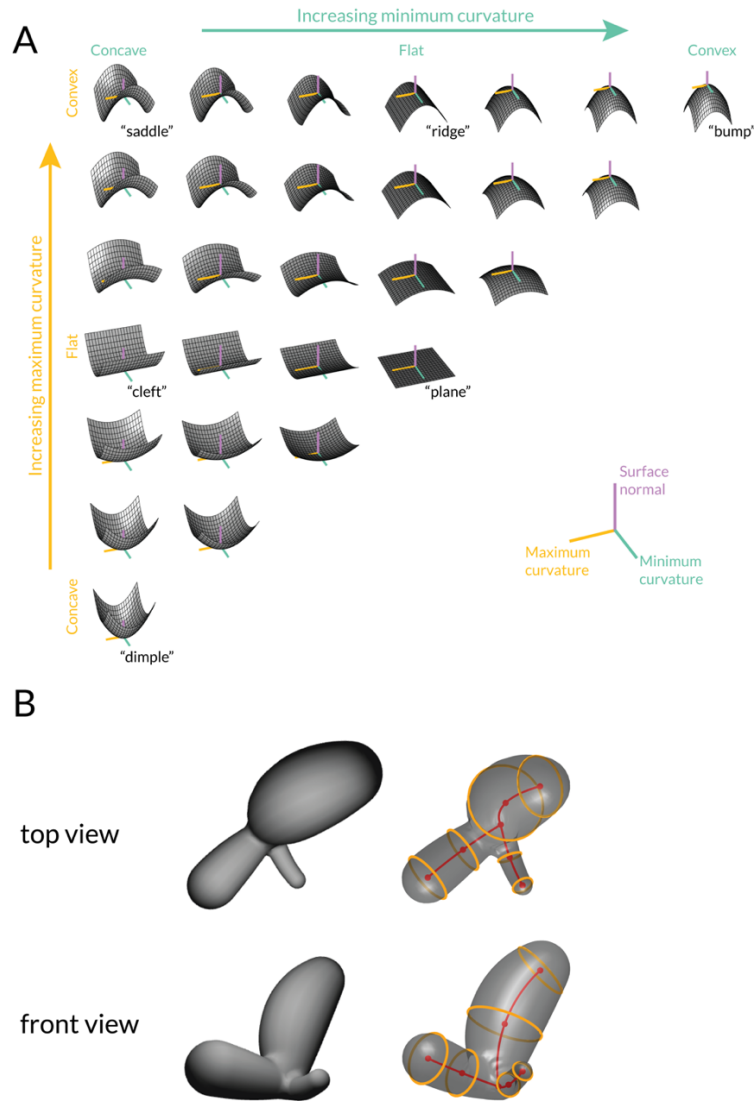 Increasing minimum curvature
A
Concave
Flat
Convex
Convex
"saddle"
"ridge"
"bump"
Increasing maximum curvature
Flat
"cleft"
"plane"
Surface
normal
Maximum
curvature
Minimum
curvature
Concave
"dimple"
B
top view
front view